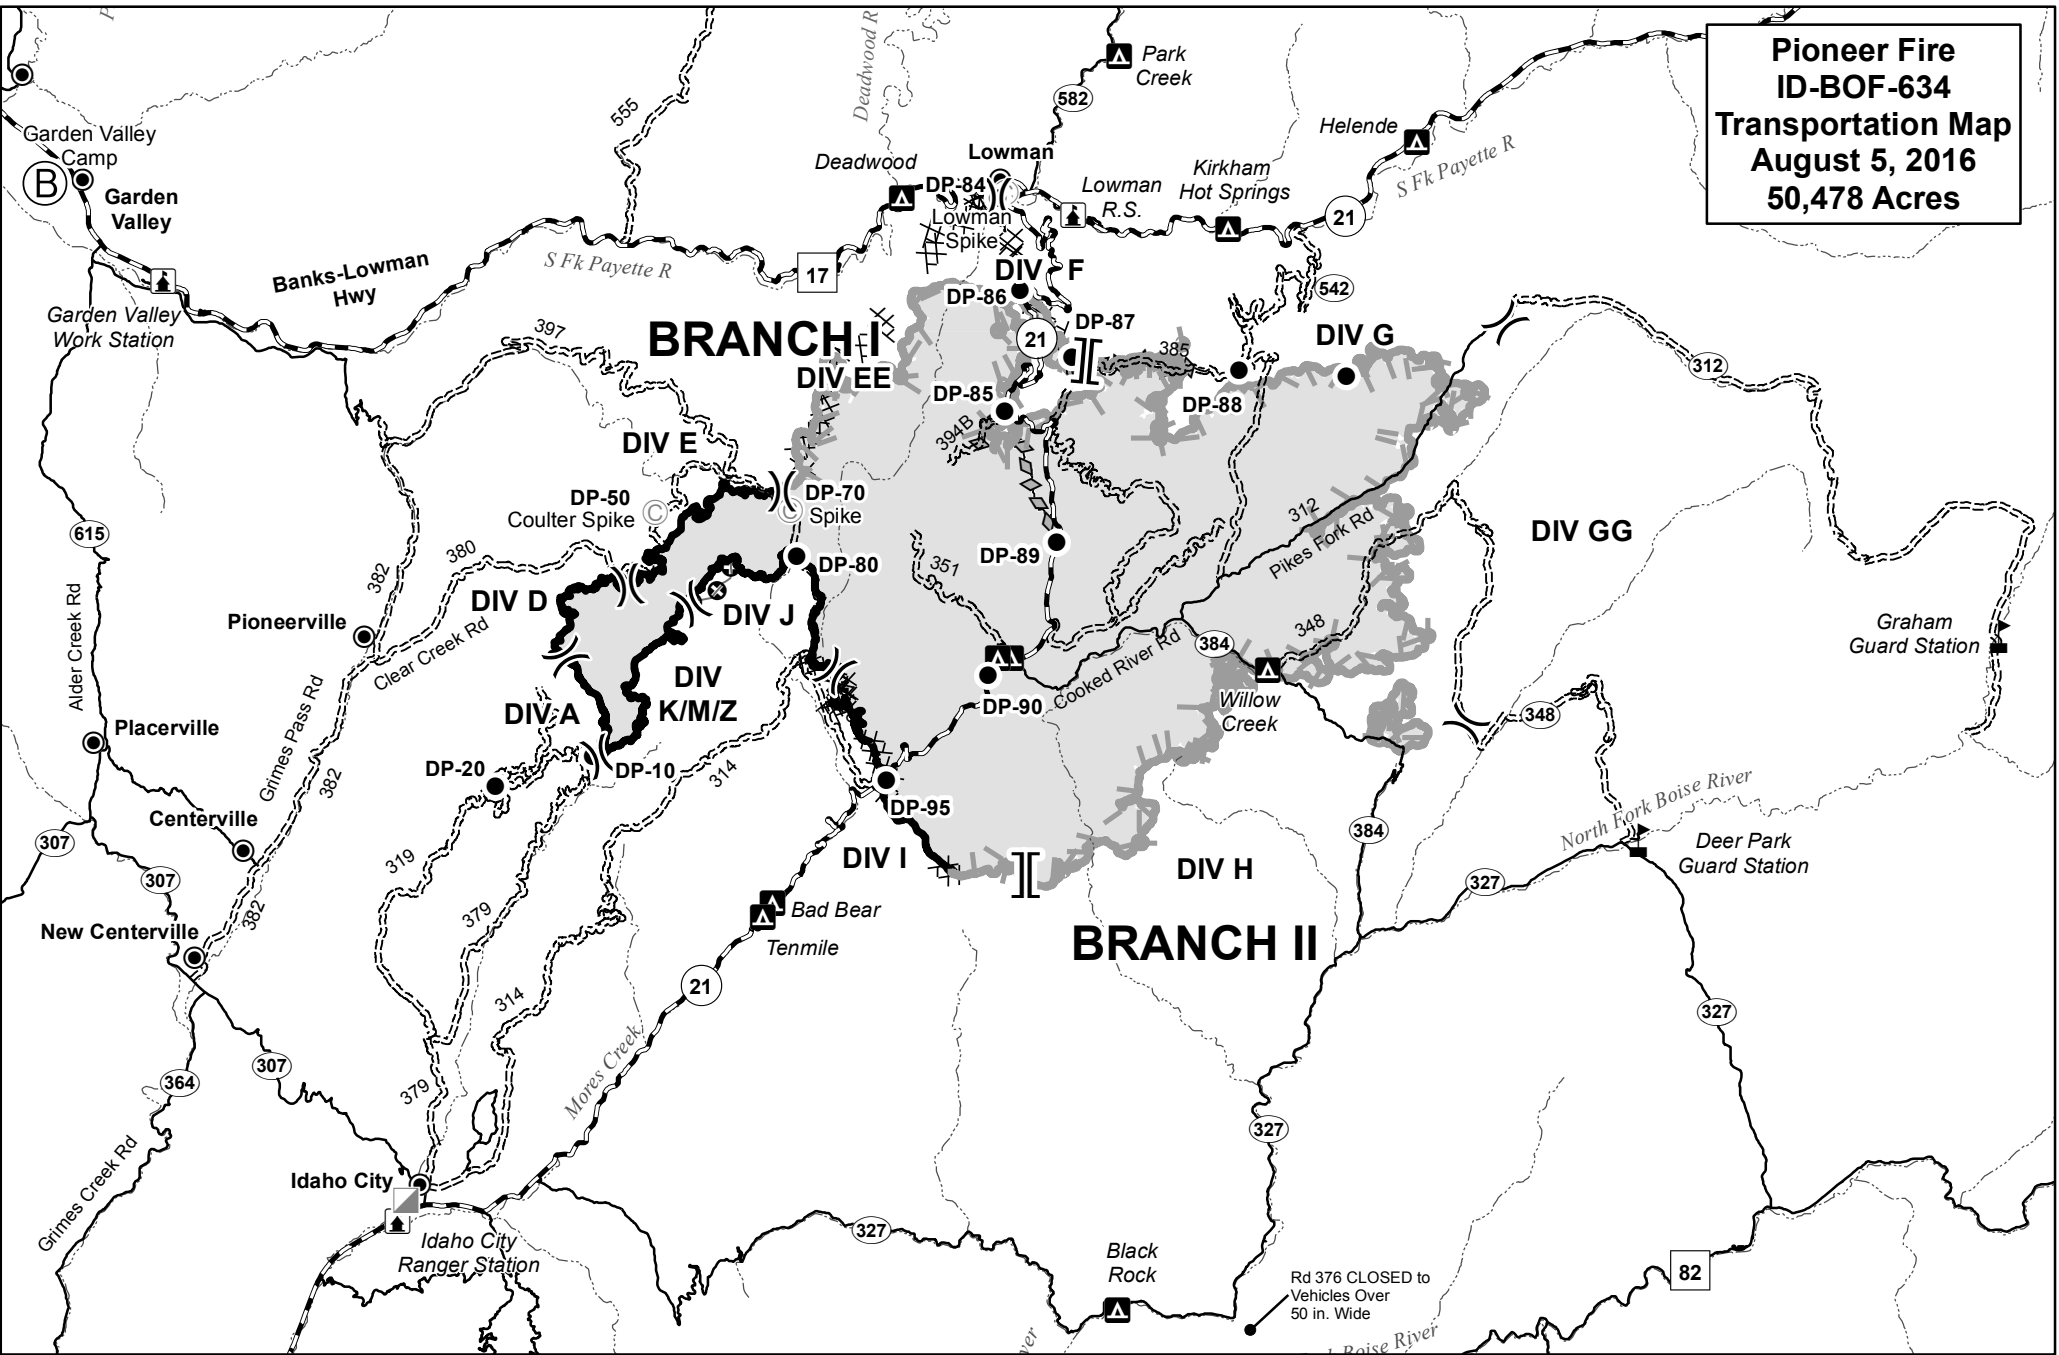 Pioneer Fire
ID-BOF-634
Transportation Map
August 5, 2016
50,478 Acres
Park
Creek
582
Deadwood R
555
Helende
S Fk Payette R
Garden Valley
Camp
B
Garden
Valley
Deadwood
Lowman
DP-84
Lowman
Spike
Lowman
R.S.
Kirkham
Hot Springs
21
Banks-Lowman
Hwy
S Fk Payette R
17
DIV F
DP-86
542
Garden Valley
Work Station
397
BRANCH I
DIV EE
21
DP-87
385
DIV G
312
DP-85
DP-88
394B
DIV E
DP-50
Coulter Spike
C
DP-70
Spike
C
615
380
382
312
Pikes Fork Rd
DIV GG
DP-80
DP-89
351
DIV D
DIV J
Alder Creek Rd
Pioneerville
Clear Creek Rd
Cooked River Rd
384
348
Graham
Guard Station
DIV
K/M/Z
Willow
Creek
DP-90
348
DIV A
Placerville
Grimes Pass Rd
382
DP-20
DP-10
314
DP-95
North Fork Boise River
Centerville
307
319
384
Deer Park
Guard Station
DIV I
DIV H
307
327
382
379
Bad Bear
Tenmile
New Centerville
BRANCH II
21
314
327
307
364
379
Mores Creek
327
Grimes Creek Rd
Idaho City
Idaho City
Ranger Station
327
Black
Rock
Rd 376 CLOSED to
Vehicles Over
50 in. Wide
82
Boise River